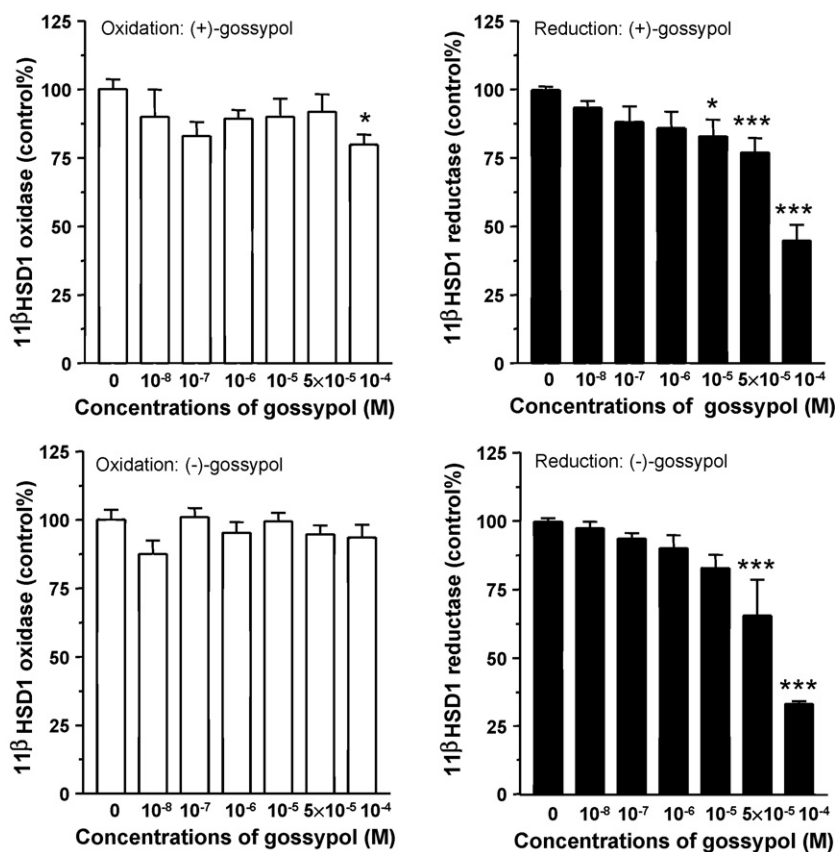 Oxidation: (+)-gossypol
11βHSD1 oxidase (control%)
125
100
75
50
25
0
*
0 10⁻⁸ 10⁻⁷ 10⁻⁶ 10⁻⁵ 5×10⁻⁵ 10⁻⁴
Concentrations of gossypol (M)
Reduction: (+)-gossypol
11βHSD1 reductase (control%)
125
100
75
50
25
0
* *** ***
0 10⁻⁸ 10⁻⁷ 10⁻⁶ 10⁻⁵ 5×10⁻⁵ 10⁻⁴
Concentrations of gossypol (M)
Oxidation: (-)-gossypol
11β HSD1 oxidase (control%)
125
100
75
50
25
0
0 10⁻⁸ 10⁻⁷ 10⁻⁶ 10⁻⁵ 5×10⁻⁵ 10⁻⁴
Concentrations of gossypol (M)
Reduction: (-)-gossypol
11βHSD1 reductase (control%)
125
100
75
50
25
0
*** ***
0 10⁻⁸ 10⁻⁷ 10⁻⁶ 10⁻⁵ 5×10⁻⁵ 10⁻⁴
Concentrations of gossypol (M)